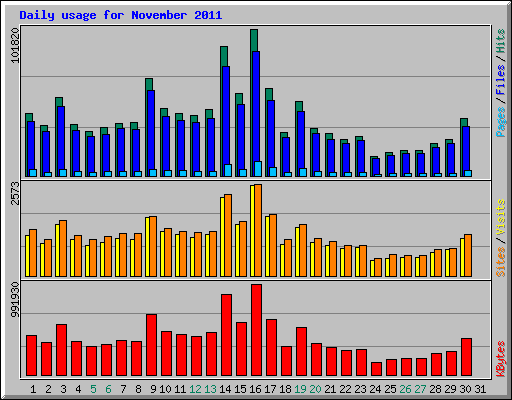 Daily usage for November 2011
101820
Pages/Files/Hits
2573
Sites/Visits
991930
KBytes
1 2 3 4 5 6 7 8 9 10 11 12 13 14 15 16 17 18 19 20 21 22 23 24 25 26 27 28 29 30 31